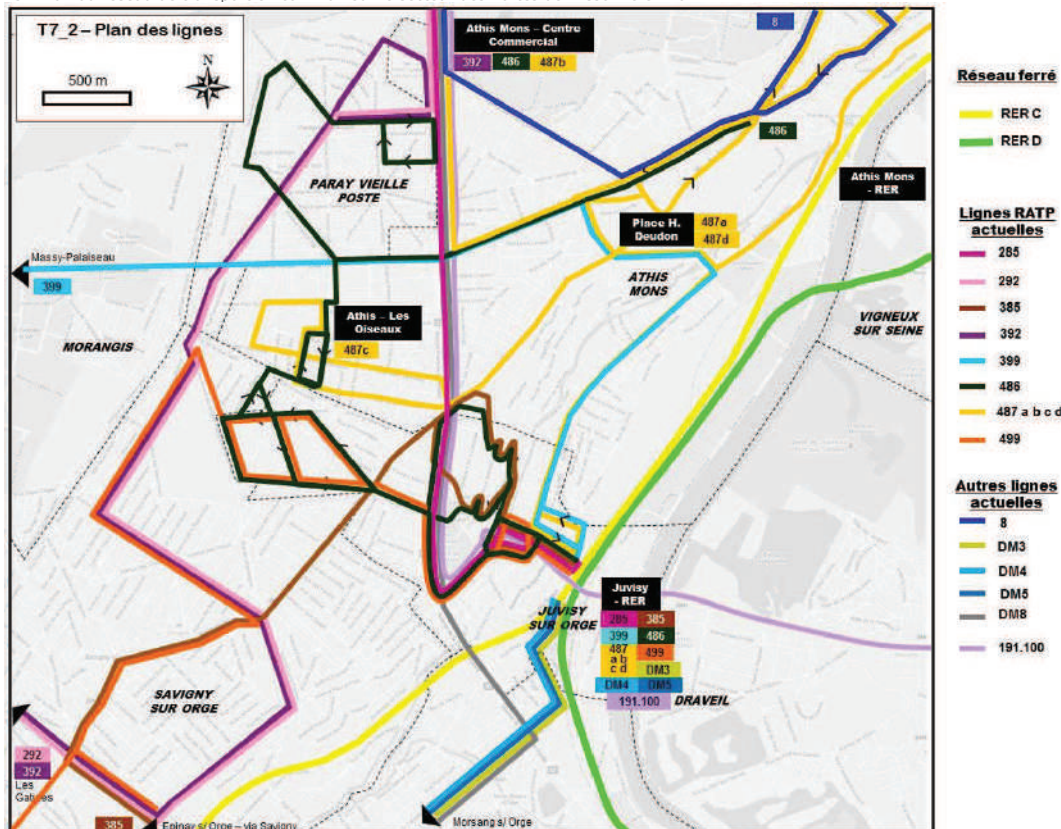 T7_2 – Plan des lignes
500 m
N
Athis Mons – Centre
Commercial
392 486 487b
8
486
PARAY VIEILLE
POSTE
Athis Mons
- RER
Place H.
Deudon
487a
487d
Massy-Palaiseau
399
ATHIS
MONS
Athis – Les
Oiseaux
487c
MORANGIS
VIGNEUX
SUR SEINE
JUVISY
SUR ORGE
Juvisy
- RER
285 385
399 486
487
a b
c d
499
DM3
DM4 DM5
191.100
DRAVEIL
SAVIGNY
SUR ORGE
292
392
Les
385
Epinay s/ Orge – via Savigny
Morsang s/ Orge
Réseau ferré
RER C
RER D
Lignes RATP
actuelles
285
292
385
392
399
486
487 a b c d
499
Autres lignes
actuelles
8
DM3
DM4
DM5
DM8
191.100